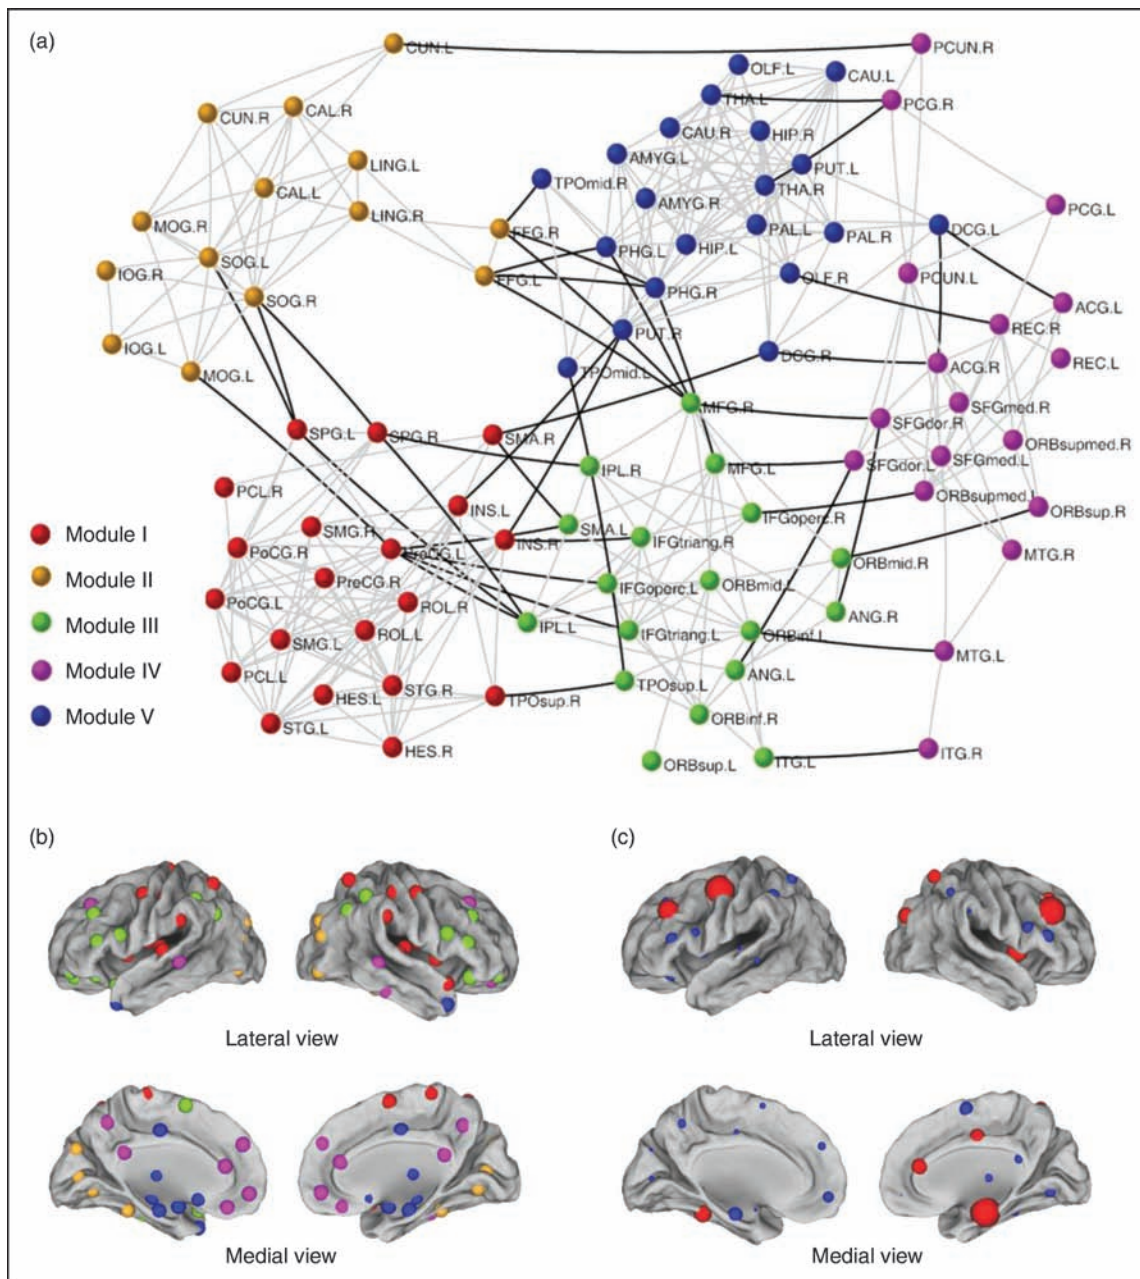 (a)
CUN.L
PCUN.R
OLF.L
CAU.L
THA.L
PCG.R
CUN.R
CAL.R
CAU.R
HIP.R
AMYG.L
LING.L
PUT.L
TPOmid.R
THA.R
CAL.L
AMYG.R
PCG.L
LING.R
MOG.R
FFG.R
PAL.L
PAL.R
DCG.L
PHG.L
HIP.L
SOG.L
IOG.R
FFG.L
OLF.R
PCUN.L
PHG.R
SOG.R
ACG.L
REC.R
PUT.R
IOG.L
DCG.R
REC.L
ACG.R
MOG.L
TPOmid.L
MFG.R
SFGmed.R
SFGdor.R
SPG.L
SPG.R
SMA.R
ORBsupmed.R
SFGmed.L
SFGdor.L
MFG.L
IPL.R
PCL.R
ORBsupmed.L
INS.L
ORBsup.R
IFGoperc.R
SMG.R
SMA.L
Module I
INS.R
IFGtriang.R
PoCG.R
PreCG.L
MTG.R
ORBmid.R
Module II
PreCG.R
IFGoperc.L
ORBmid.L
PoCG.L
ROL.R
ANG.R
Module III
IPL.L
ROL.L
IFGtriang.L
ORBinf.L
SMG.L
MTG.L
Module IV
PCL.L
ANG.L
STG.R
TPOsup.L
HES.L
TPOsup.R
Module V
ORBinf.R
STG.L
HES.R
ITG.R
ORBsup.L
ITG.L
(b)
(c)
Lateral view
Lateral view
Medial view
Medial view